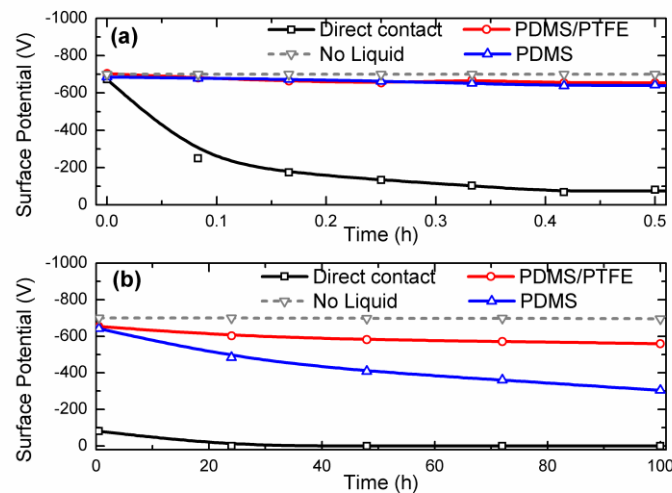 -1000
-800
-600
-400
-200
0
Surface Potential (V)
(a)
Direct contact
PDMS/PTFE
No Liquid
PDMS
0.0 0.1 0.2 0.3 0.4 0.5
Time (h)
-1000
-800
-600
-400
-200
0
Surface Potential (V)
(b)
Direct contact
PDMS/PTFE
No Liquid
PDMS
0 20 40 60 80 100
Time (h)